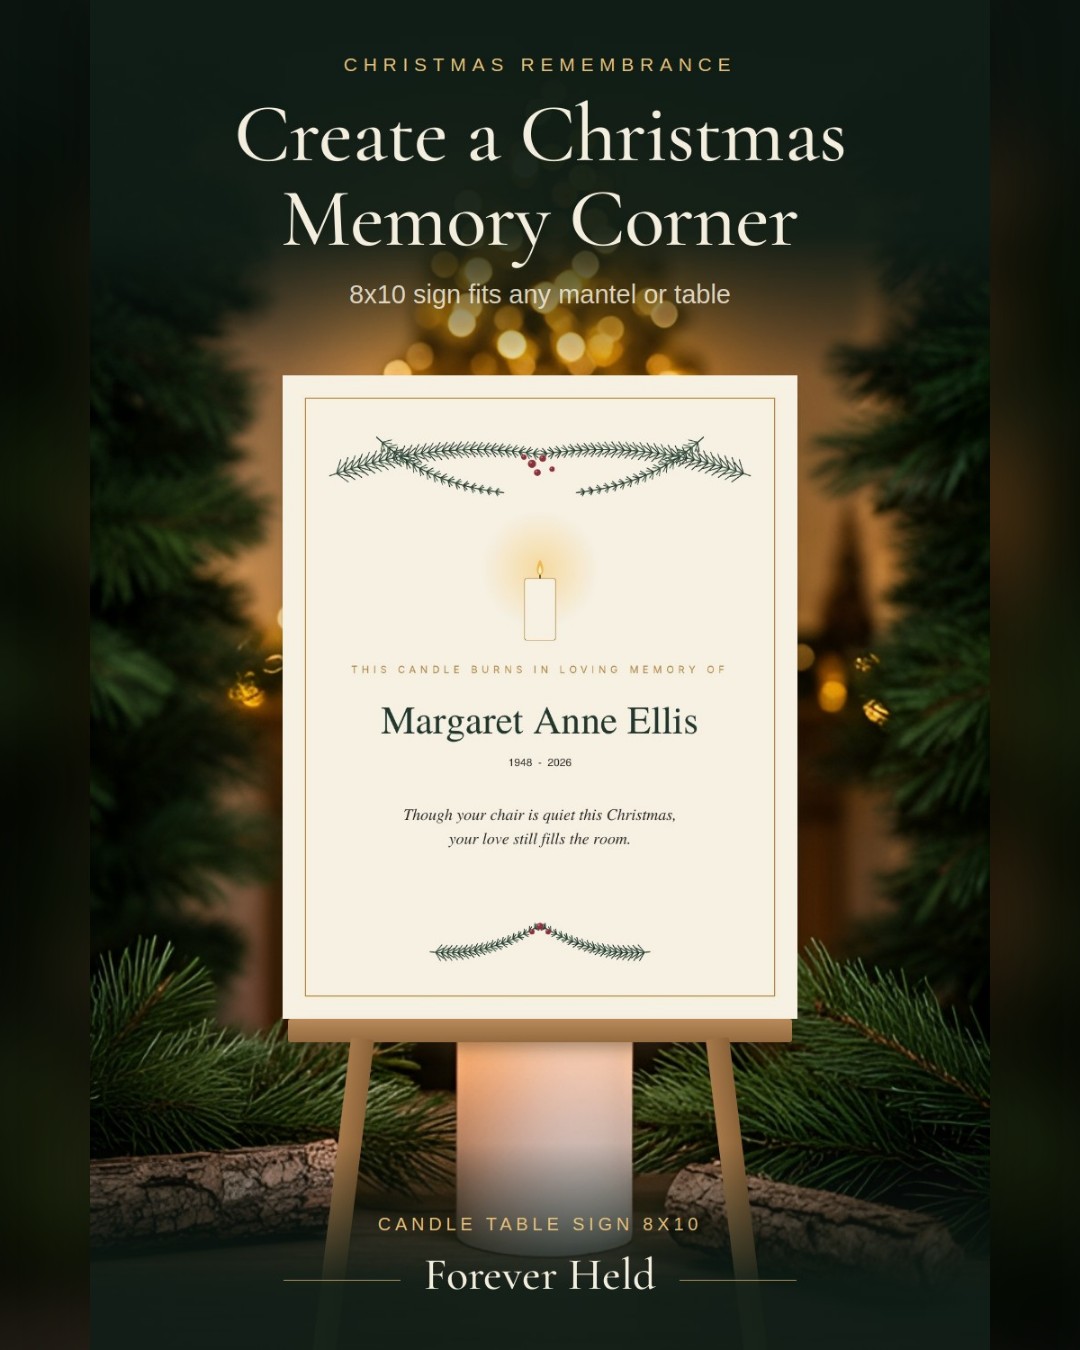 CHRISTMAS REMEMBRANCE
Create a Christmas
Memory Corner
8x10 sign fits any mantel or table
THIS CANDLE BURNS IN LOVING MEMORY OF
Margaret Anne Ellis
1948 - 2026
Though your chair is quiet this Christmas,
your love still fills the room.
CANDLE TABLE SIGN 8X10
Forever Held